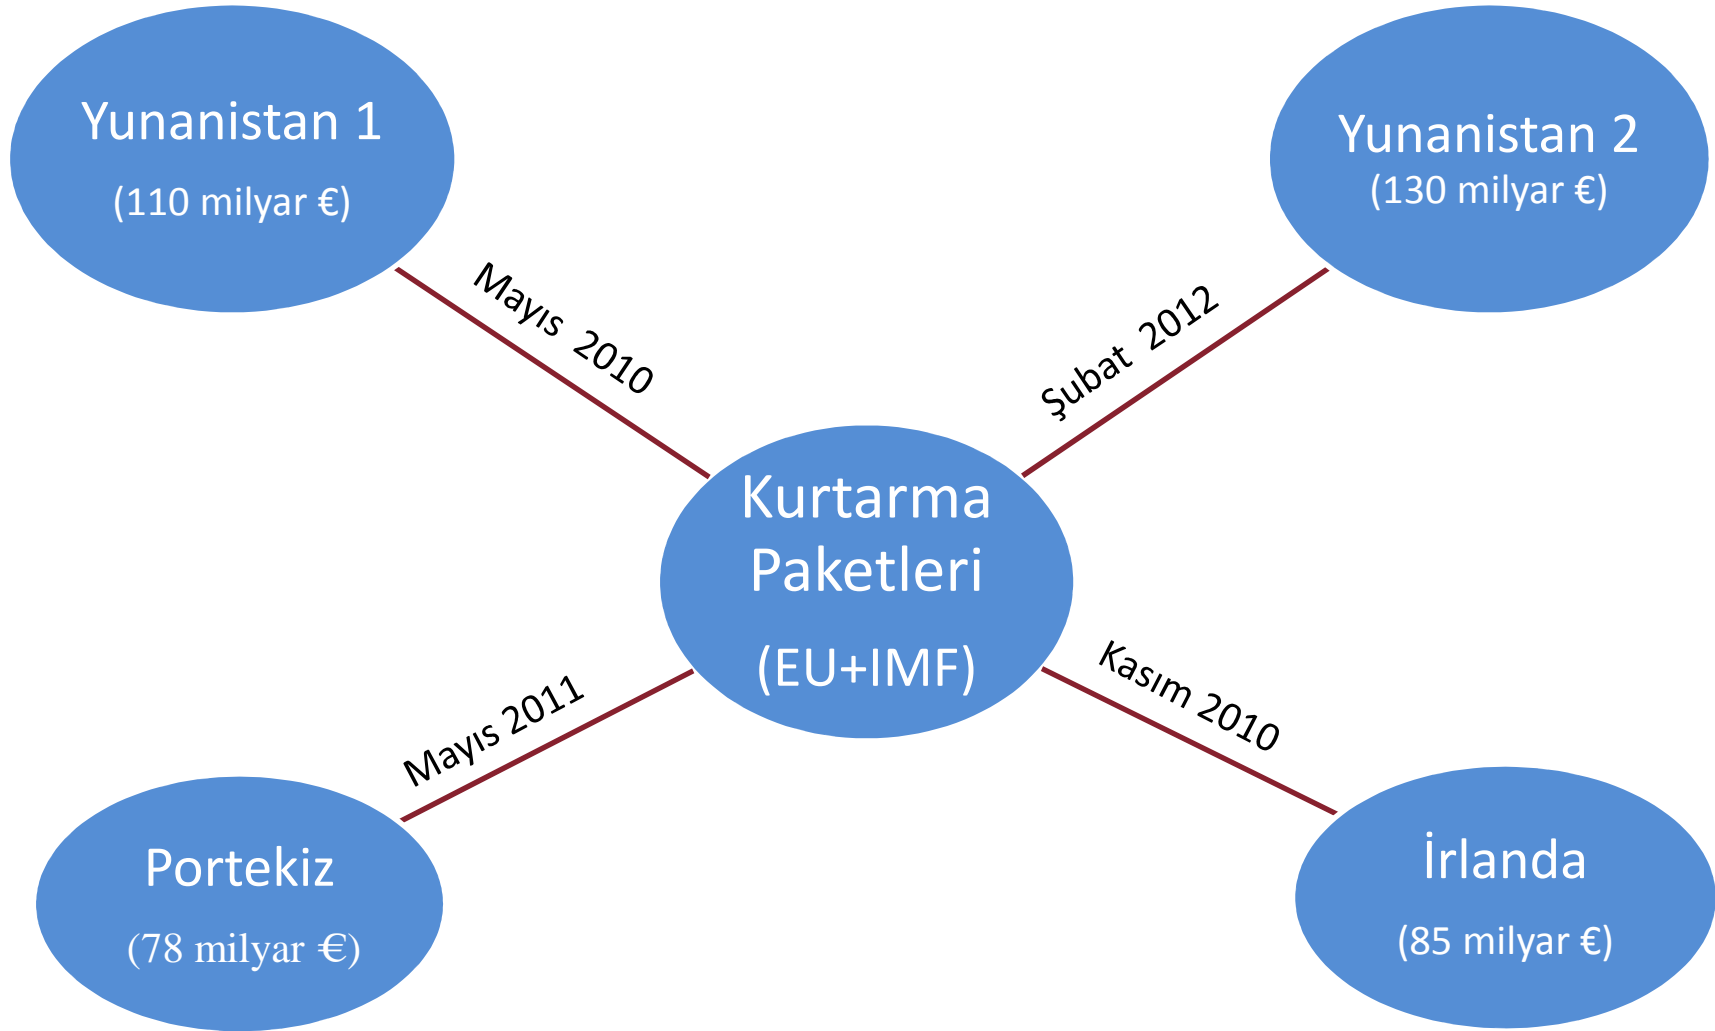 Yunanistan 1
(110 milyar €)
Yunanistan 2
(130 milyar €)
Mayıs 2010
Şubat 2012
Kurtarma
Paketleri
(EU+IMF)
Mayıs 2011
Kasım 2010
Portekiz
(78 milyar €)
İrlanda
(85 milyar €)